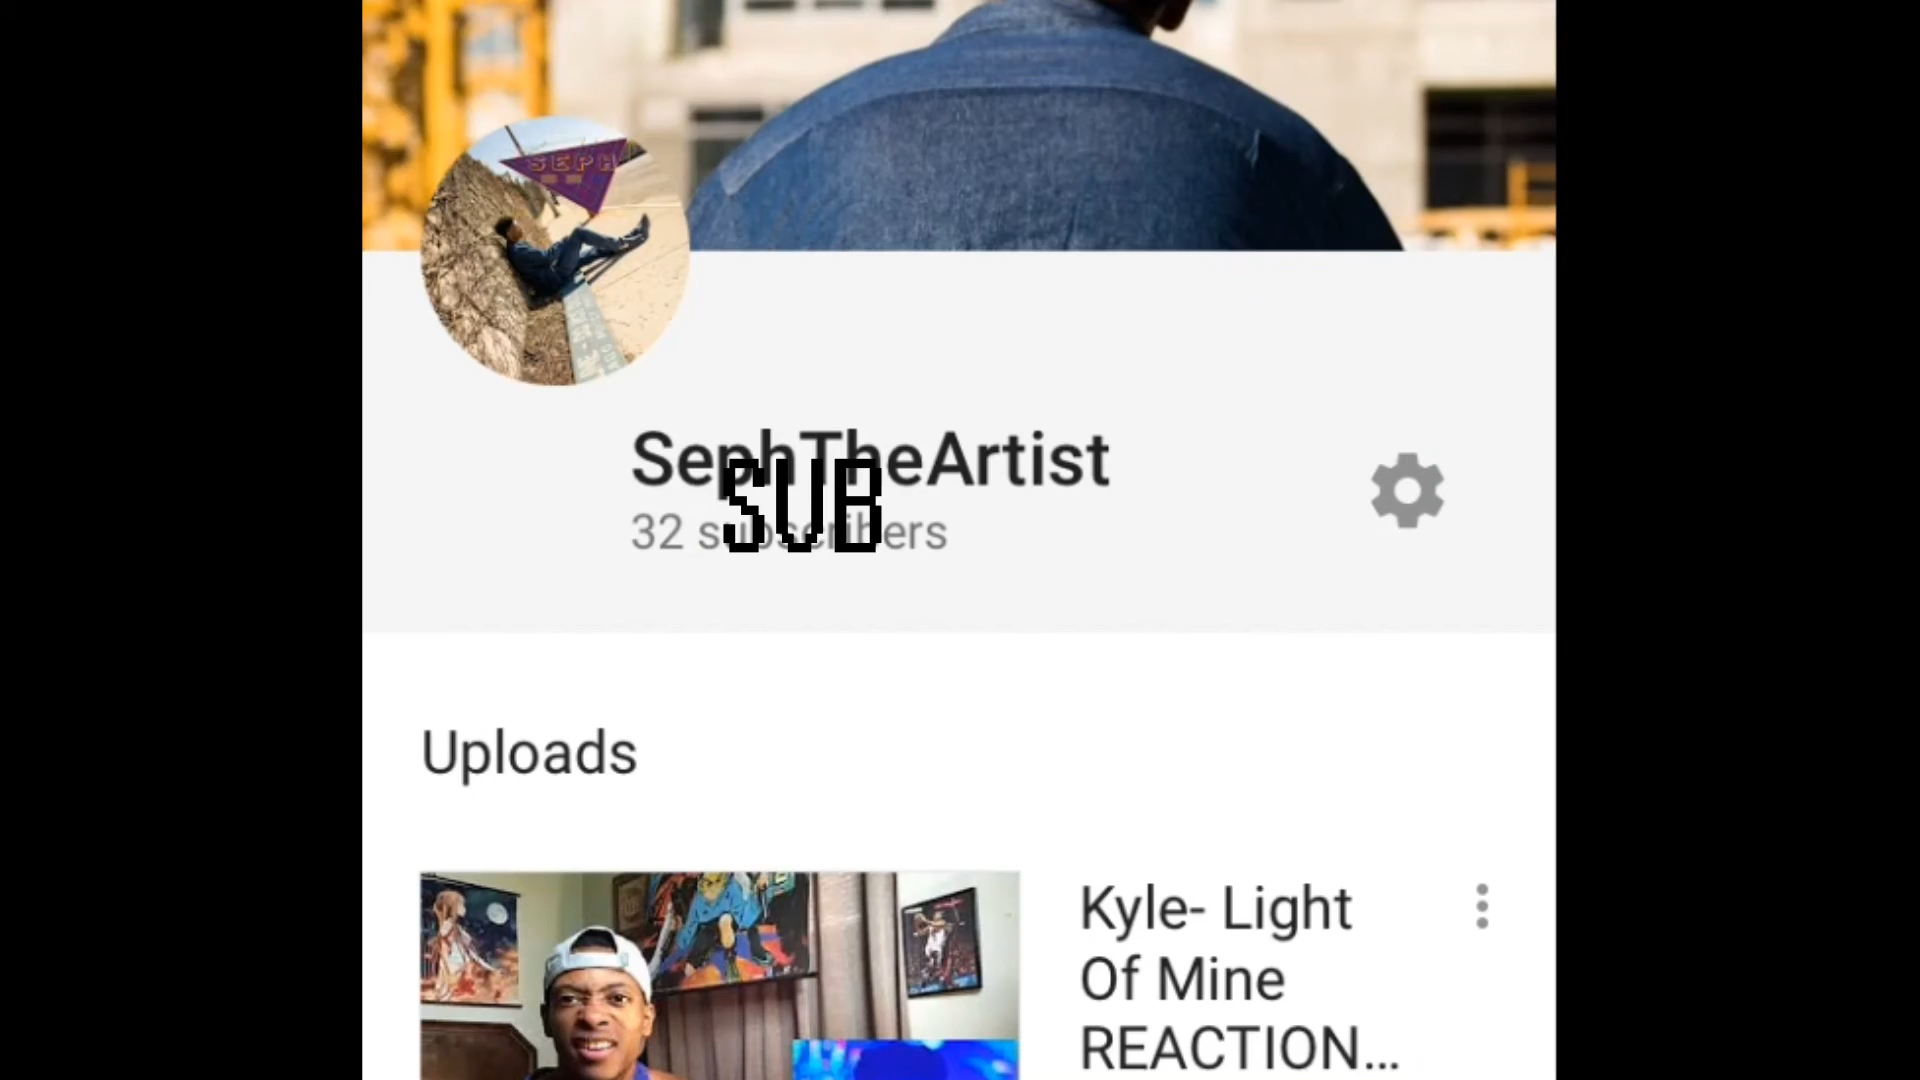 SEPH
SephTheArtist
SUB
32 subscribers
Uploads
Kyle- Light
Of Mine
REACTION...